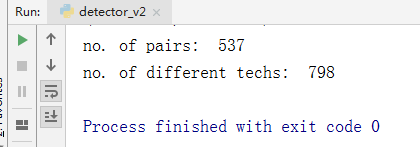 Run: detector_v2
no. of pairs: 537
no. of different techs: 798
Process finished with exit code 0